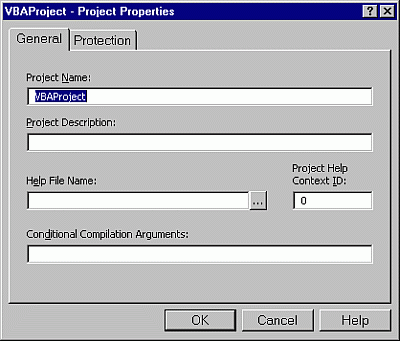 VBAProject - Project Properties
General Protection
Project Name:
VBAProject
Project Description:
Help File Name:
Project Help
Context ID:
...
0
Conditional Compilation Arguments:
OK Cancel Help